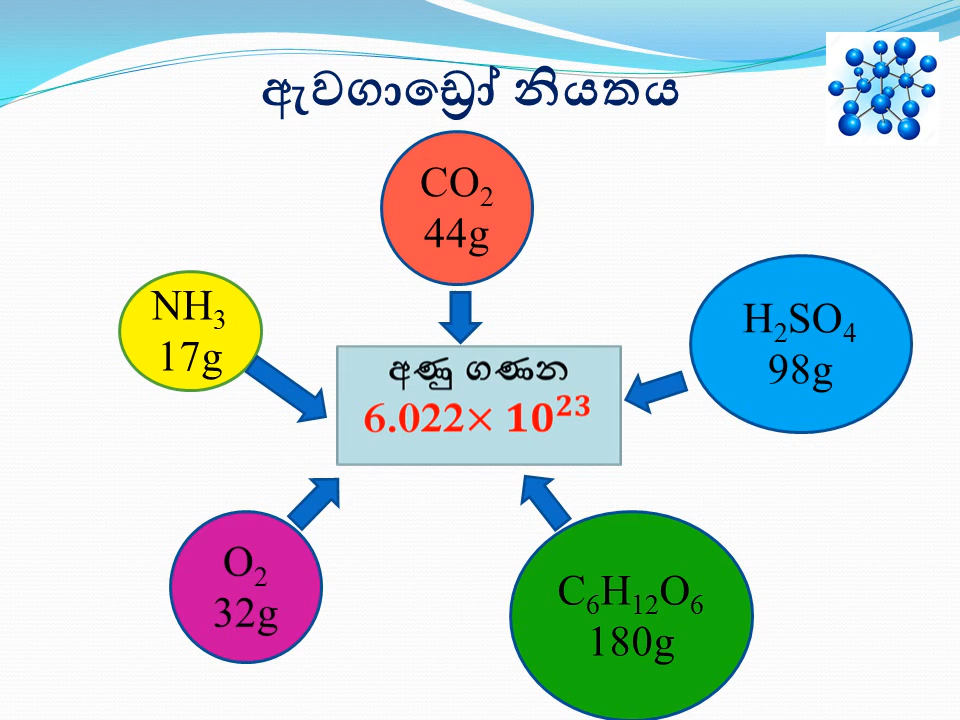 ඇවගාඩ්‍රෝ නියතය
CO₂
44g
NH₃
17g
H₂SO₄
98g
අණු ගණන
6.022× 10²³
O₂
32g
C₆H₁₂O₆
180g